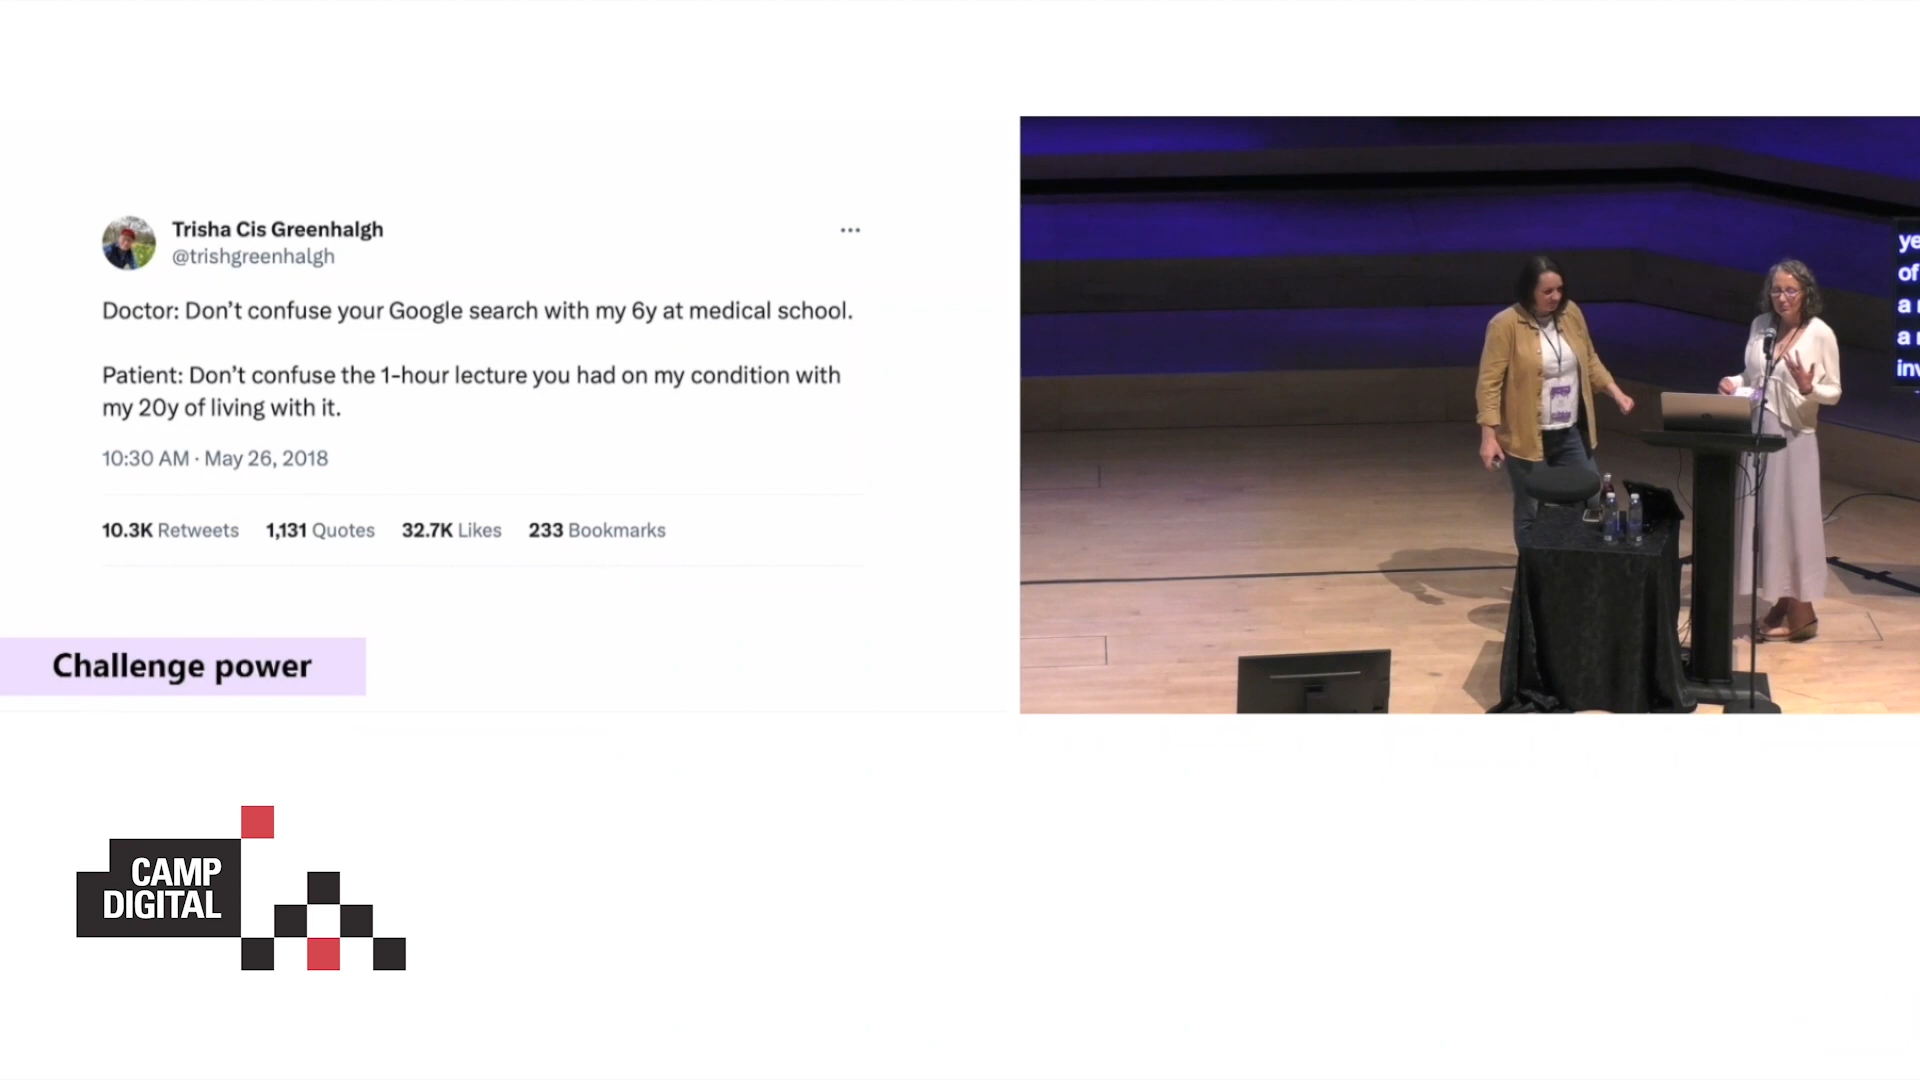 Trisha Cis Greenhalgh
@trishgreenhalgh
Doctor: Don't confuse your Google search with my 6y at medical school.
Patient: Don't confuse the 1-hour lecture you had on my condition with
my 20y of living with it.
10:30 AM · May 26, 2018
10.3K Retweets 1,131 Quotes 32.7K Likes 233 Bookmarks
Challenge power
of
a
CAMP
DIGITAL